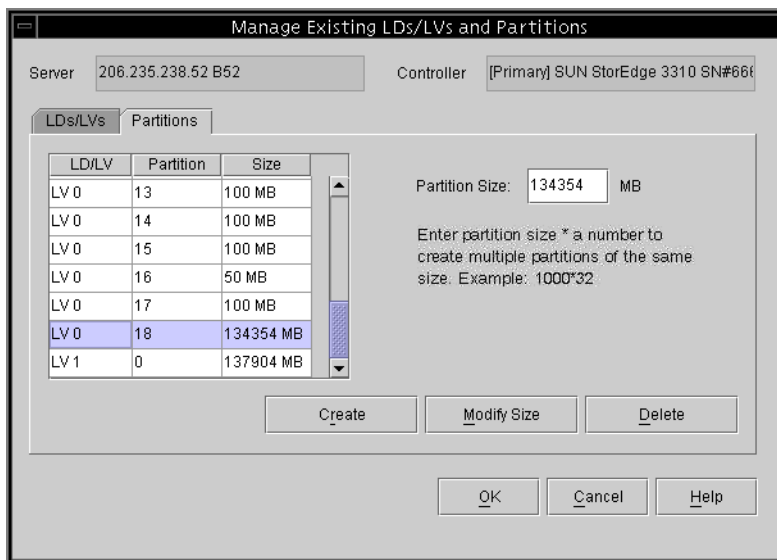 Manage Existing LDs/LVs and Partitions
Server 206.235.238.52 B52 Controller [Primary] SUN StorEdge 3310 SN#666
LDs/LVs Partitions
LD/LV Partition Size
LV 0 13 100 MB
LV 0 14 100 MB
LV 0 15 100 MB
LV 0 16 50 MB
LV 0 17 100 MB
LV 0 18 134354 MB
LV 1 0 137904 MB
Partition Size: 134354 MB
Enter partition size * a number to
create multiple partitions of the same
size. Example: 1000*32
Create Modify Size Delete
OK Cancel Help